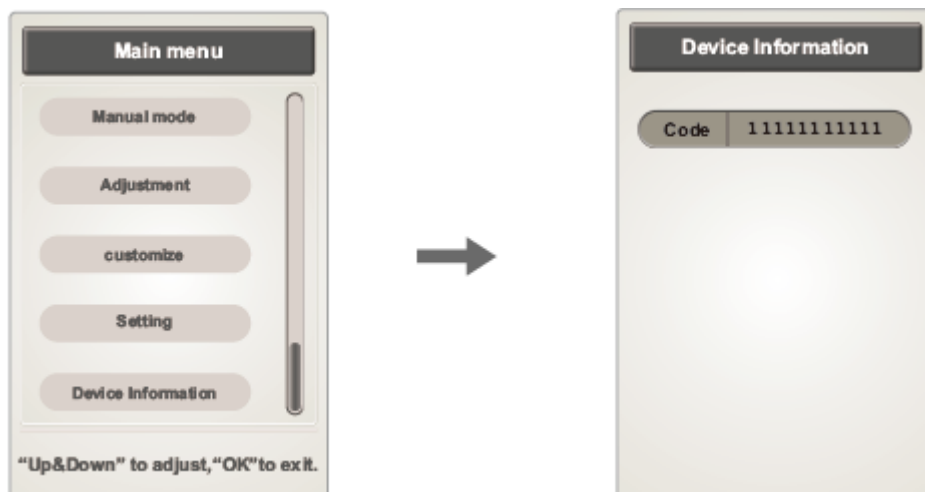 Main menu
Manual mode
Adjustment
customize
Setting
Device Information
“Up&Down” to adjust,“OK”to exit.
Device Information
Code 11111111111